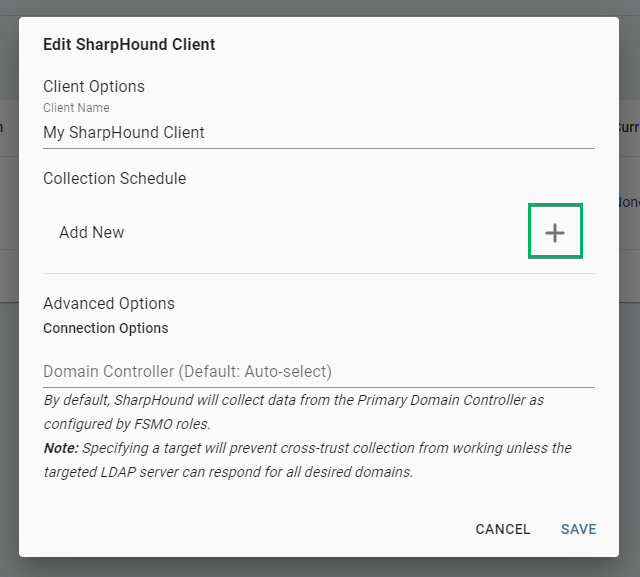 Edit SharpHound Client
Client Options
Client Name
My SharpHound Client
Collection Schedule
Add New
Advanced Options
Connection Options
Domain Controller (Default: Auto-select)
By default, SharpHound will collect data from the Primary Domain Controller as
configured by FSMO roles.
Note: Specifying a target will prevent cross-trust collection from working unless the
targeted LDAP server can respond for all desired domains.
CANCEL SAVE